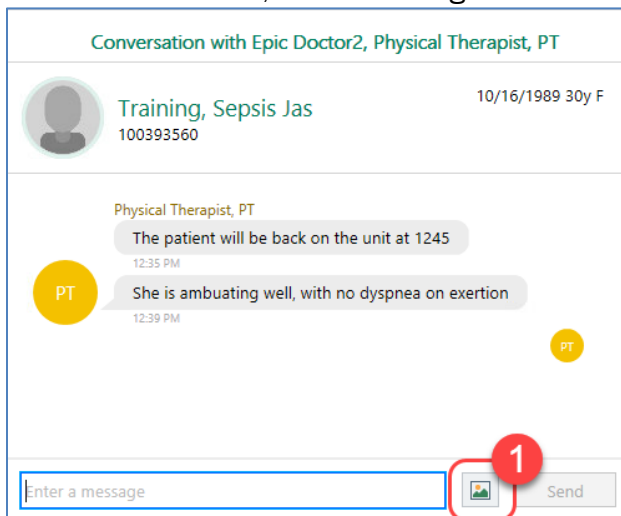 Conversation with Epic Doctor2, Physical Therapist, PT
Training, Sepsis Jas 10/16/1989 30y F
100393560
Physical Therapist, PT
The patient will be back on the unit at 1245
12:35 PM
PT She is ambuating well, with no dyspnea on exertion
12:39 PM
PT
1
Enter a message Send